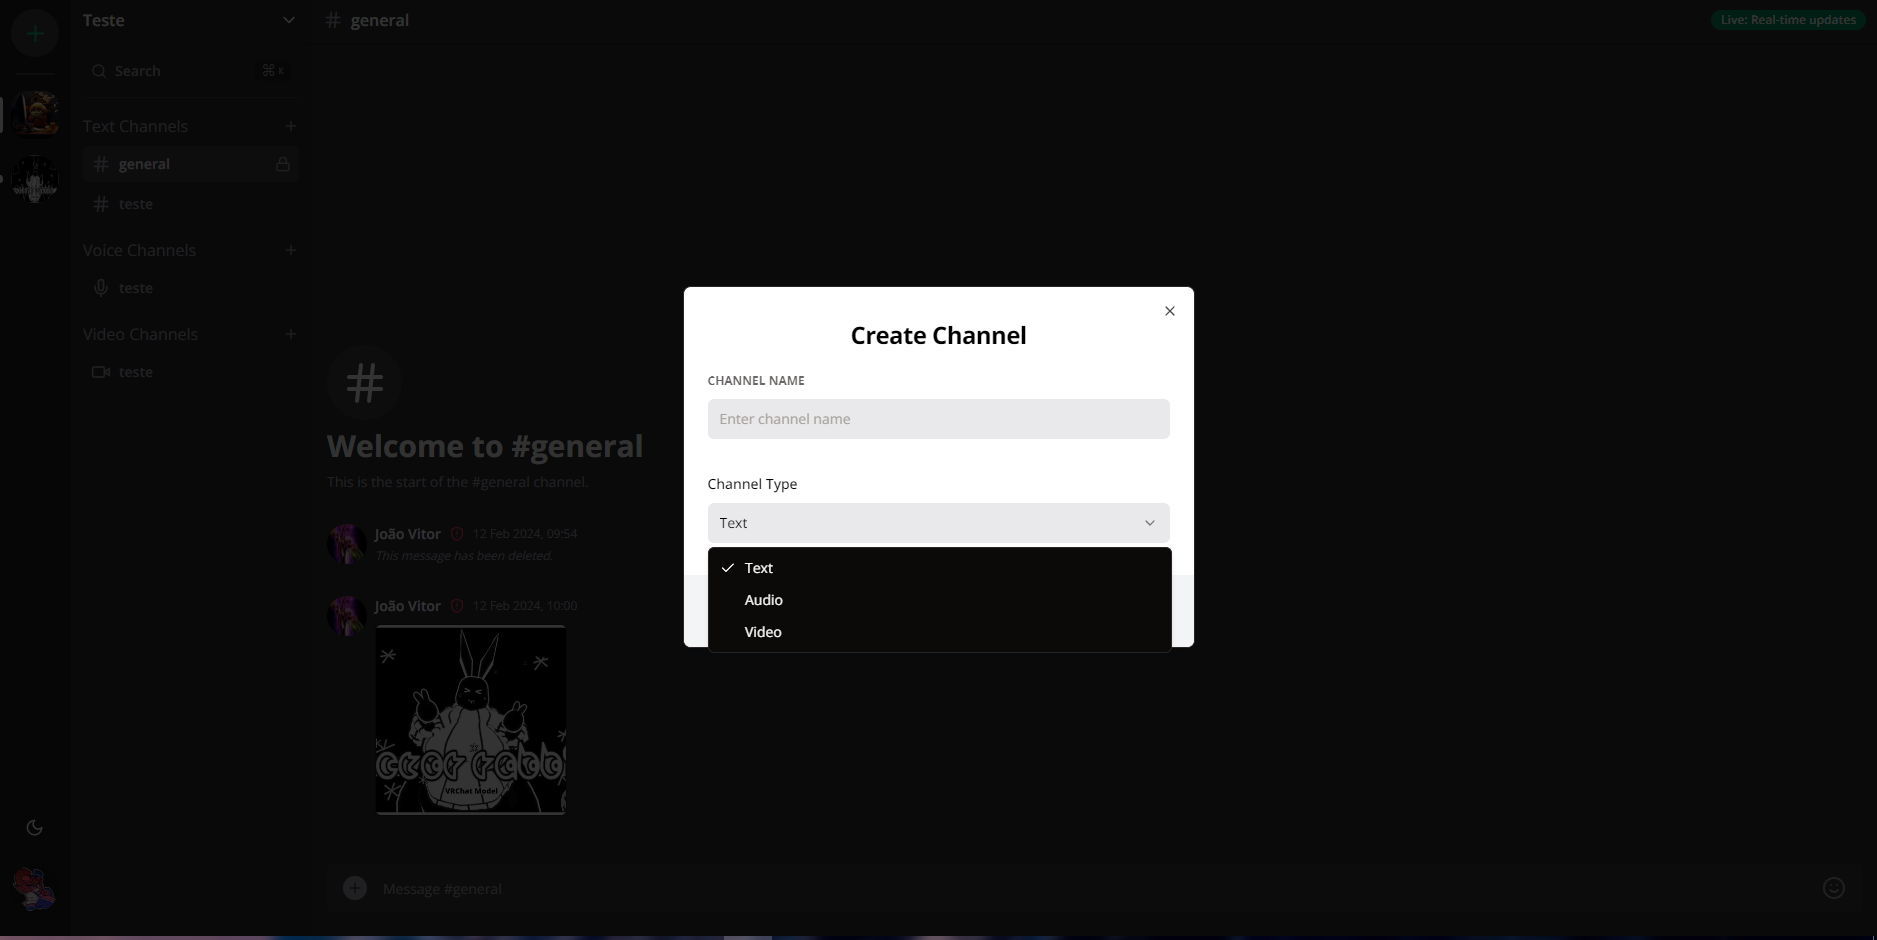 Teste
# general
Live: Real-time updates
Search
⌘ K
Text Channels
general
teste
Voice Channels
teste
Video Channels
teste
Welcome to #general
This is the start of the #general channel.
João Vitor 12 Feb 2024, 09:54
This message has been deleted.
João Vitor 12 Feb 2024, 10:00
VRChat Model
Message #general
Create Channel
CHANNEL NAME
Enter channel name
Channel Type
Text
Text
Audio
Video